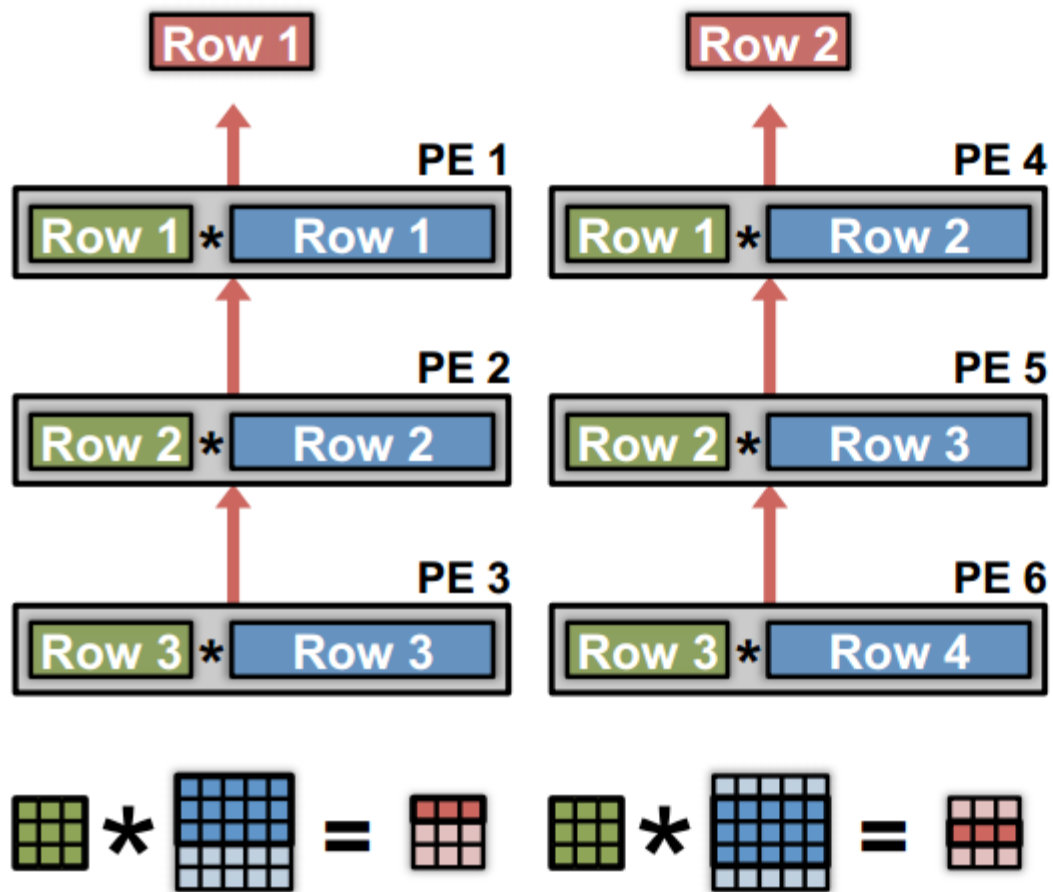 Row 1 Row 2
PE 1 PE 4
Row 1 * Row 1 Row 1 * Row 2
PE 2 PE 5
Row 2 * Row 2 Row 2 * Row 3
PE 3 PE 6
Row 3 * Row 3 Row 3 * Row 4
* = * =